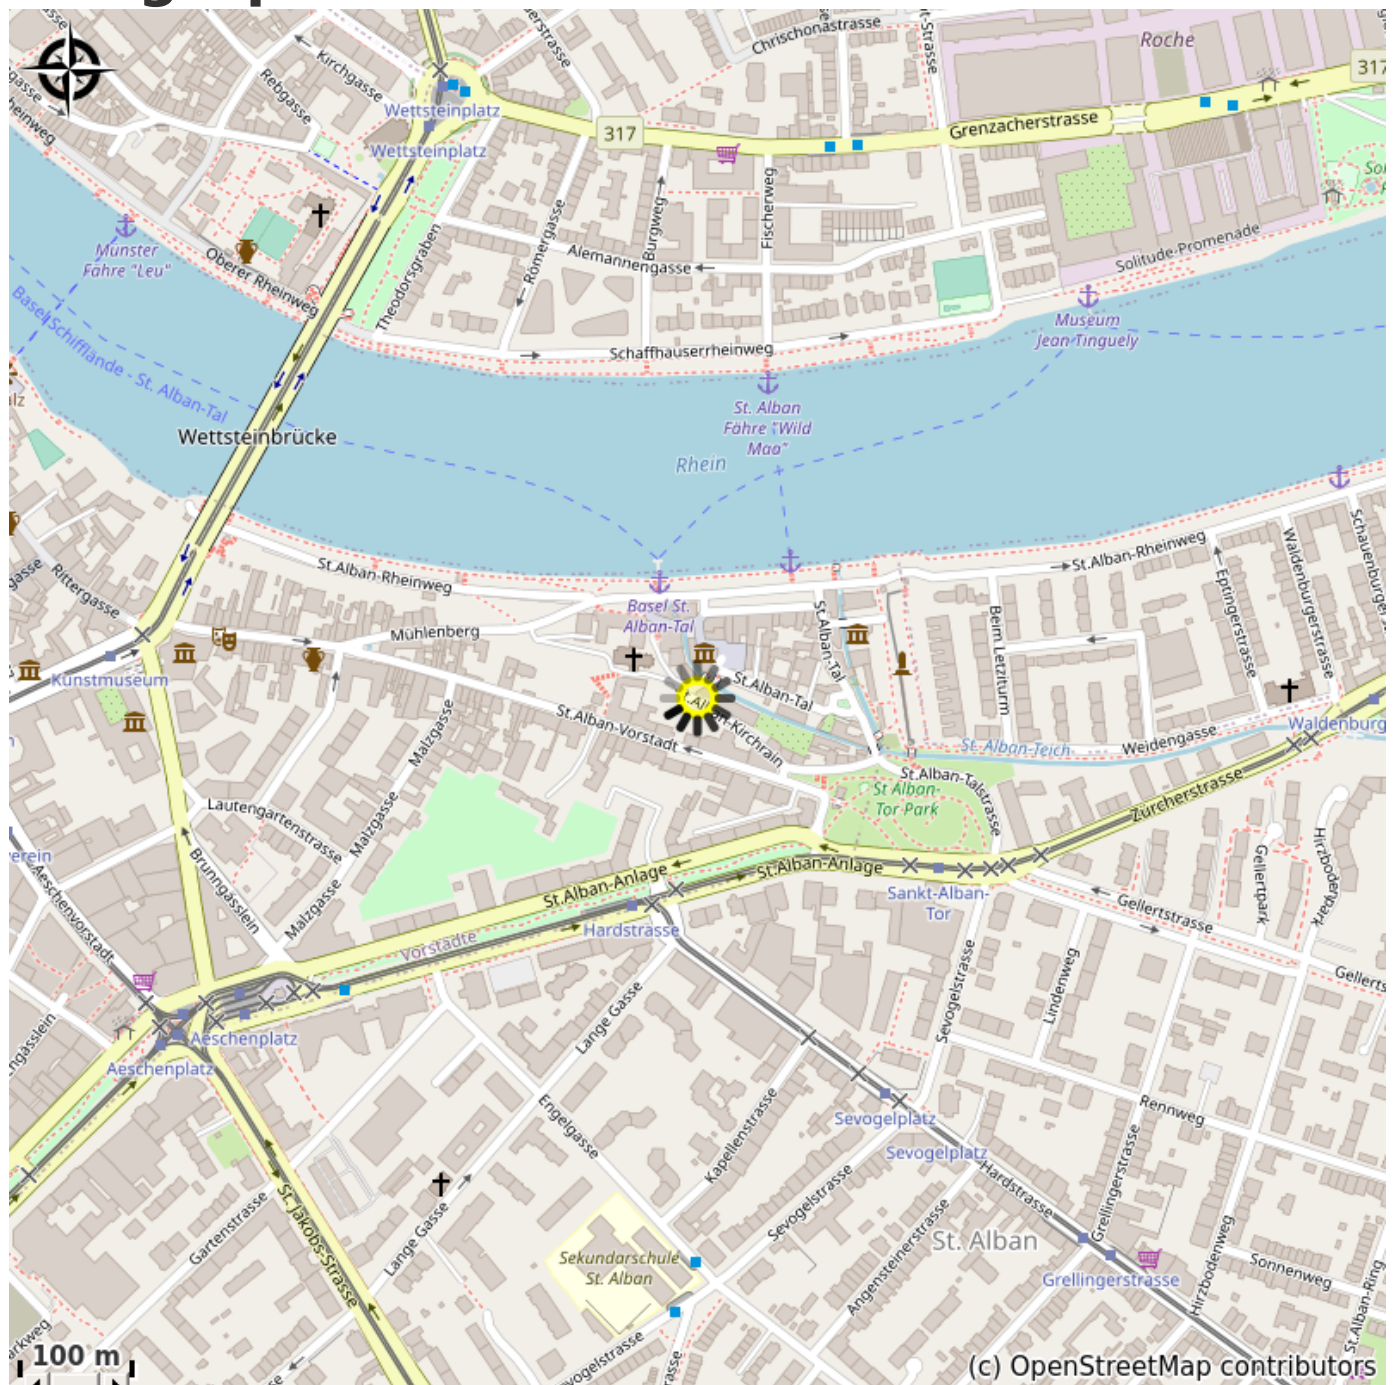 Chrischonastrasse
Roche
Kirchgasse
Rebgasse
317
Wettsteinplatz
Grenzacherstrasse
317
Wettsteinplatz
Fischerweg
Burgweg
Römergasse
Theodorsgraben
Münster
Fähre "Leu"
Oberer Rheinweg
Alemannengasse
Solitude-Promenade
Museum
Jean Tinguely
Schaffhauserrheinweg
Basel Schifflände - St. Alban-Tal
St. Alban
Fähre "Wild
Maa"
Wettsteinbrücke
Rhein
St.Alban-Rheinweg
St.Alban-Rheinweg
Rittergasse
Mühlenberg
Basel St.
Alban-Tal
St.Alban-Tal
Beim Letziturm
Eptingerstrasse
Waldenburgerstrasse
Kunstmuseum
St.Alban-Tal
St.Alban-Vorstadt
St. Alban-Teich
Weidengasse
Malzgasse
St.Alban-Talstrasse
St Alban-
Tor-Park
Zürcherstrasse
Lautengartenstrasse
Malzgasse
Brunngässlein
Aeschenvorstadt
Malzgasse
St.Alban-Anlage
St.Alban-Anlage
Sankt-Alban-
Tor
Gellertstrasse
Gellertpark
Hirzbodenpark
Hardstrasse
Vorstädte
Aeschenplatz
Aeschenplatz
Lange Gasse
Sevogelstrasse
Lindenweg
Engelgasse
Kapellenstrasse
Sevogelplatz
Sevogelplatz
Rennweg
Hardstrasse
Grellingerstrasse
Gartenstrasse
St. Jakobs-Strasse
Lange Gasse
Sevogelstrasse
Angensteinerstrasse
St. Alban
Sekundarschule
St. Alban
Grellingerstrasse
Hirzbodenweg
Sonnenweg
St.Alban-Ring
100 m
(c) OpenStreetMap contributors